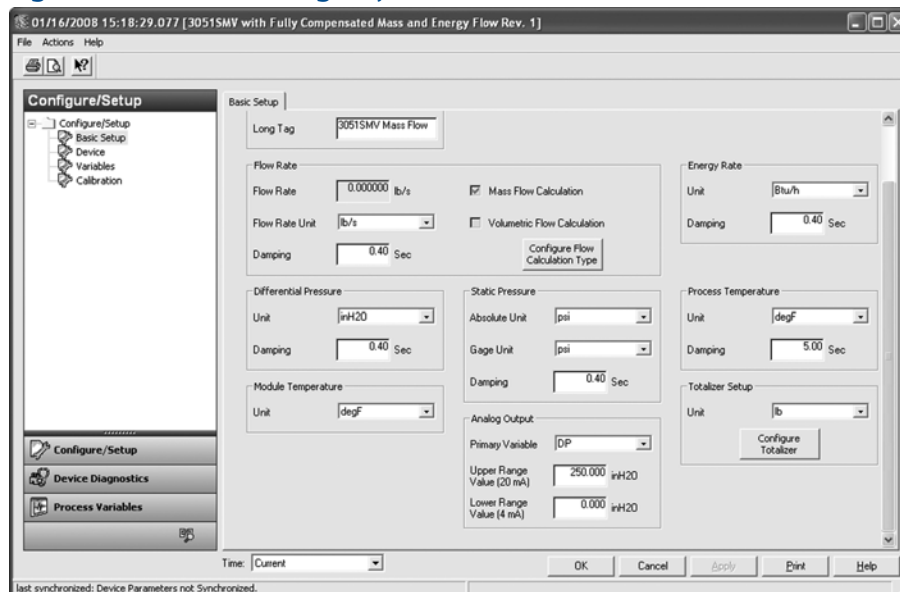 01/16/2008 15:18:29.077 [3051SMV with Fully Compensated Mass and Energy Flow Rev. 1]
File Actions Help
Configure/Setup
Configure/Setup
Basic Setup
Device
Variables
Calibration
Configure/Setup
Device Diagnostics
Process Variables
Basic Setup
Long Tag 3051SMV Mass Flow
Flow Rate
Flow Rate 0.000000 lb/s
Mass Flow Calculation
Flow Rate Unit lb/s
Volumetric Flow Calculation
Damping 0.40 Sec
Configure Flow
Calculation Type
Energy Rate
Unit Btu/h
Damping 0.40 Sec
Differential Pressure
Unit inH2O
Damping 0.40 Sec
Static Pressure
Absolute Unit psi
Gage Unit psi
Damping 0.40 Sec
Process Temperature
Unit degF
Damping 5.00 Sec
Module Temperature
Unit degF
Analog Output
Primary Variable DP
Upper Range
Value (20 mA) 250.000 inH2O
Lower Range
Value (4 mA) 0.000 inH2O
Totalizer Setup
Unit lb
Configure
Totalizer
Time: Current
OK Cancel Apply Print Help
last synchronized: Device Parameters not Synchronized.